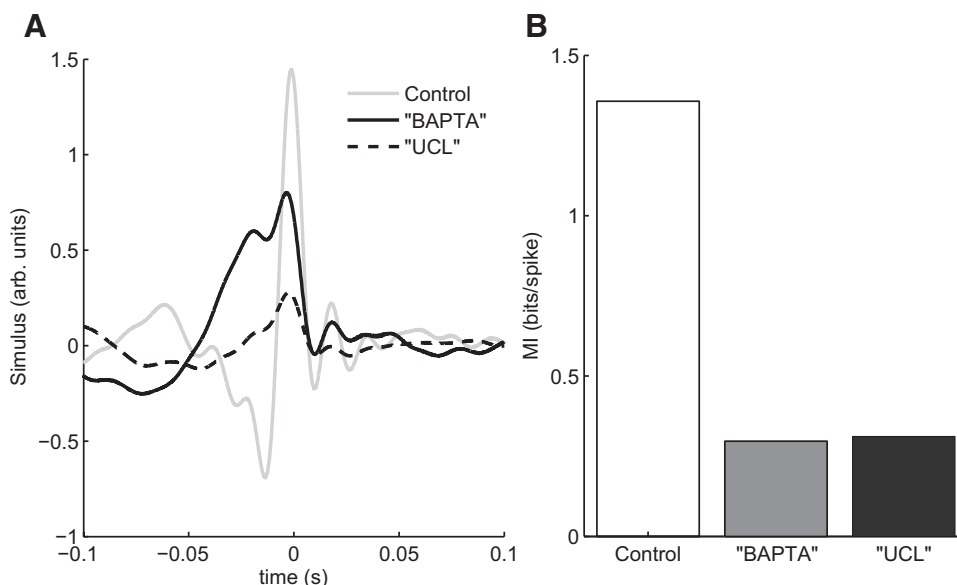 A
1.5
1
0.5
0
−0.5
−1
Simulus (arb. units)
−0.1
−0.05
0
0.05
0.1
time (s)
Control
"BAPTA"
"UCL"
B
1.5
1
0.5
0
MI (bits/spike)
Control
"BAPTA"
"UCL"